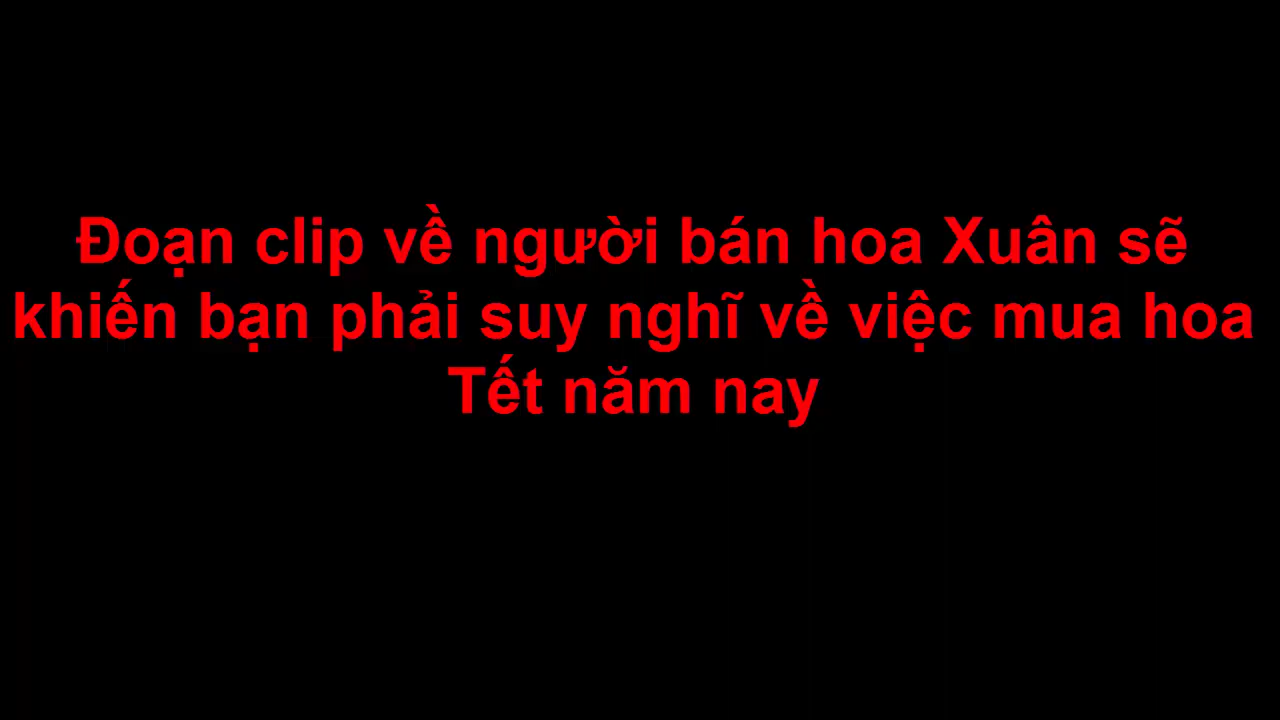 Đoạn clip về người bán hoa Xuân sẽ
khiến bạn phải suy nghĩ về việc mua hoa
Tết năm nay